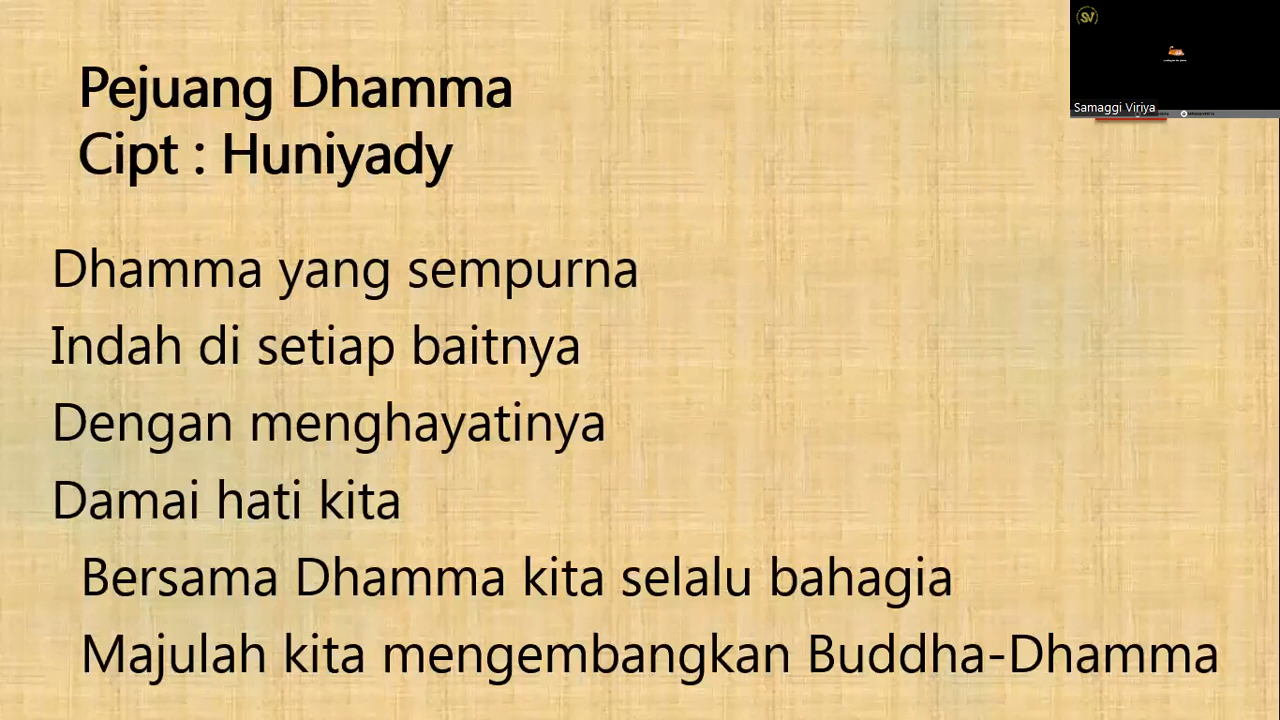 Pejuang Dhamma
Cipt : Huniyady
Dhamma yang sempurna
Indah di setiap baitnya
Dengan menghayatinya
Damai hati kita
Bersama Dhamma kita selalu bahagia
Majulah kita mengembangkan Buddha-Dhamma
SV
Samaggi Viriya